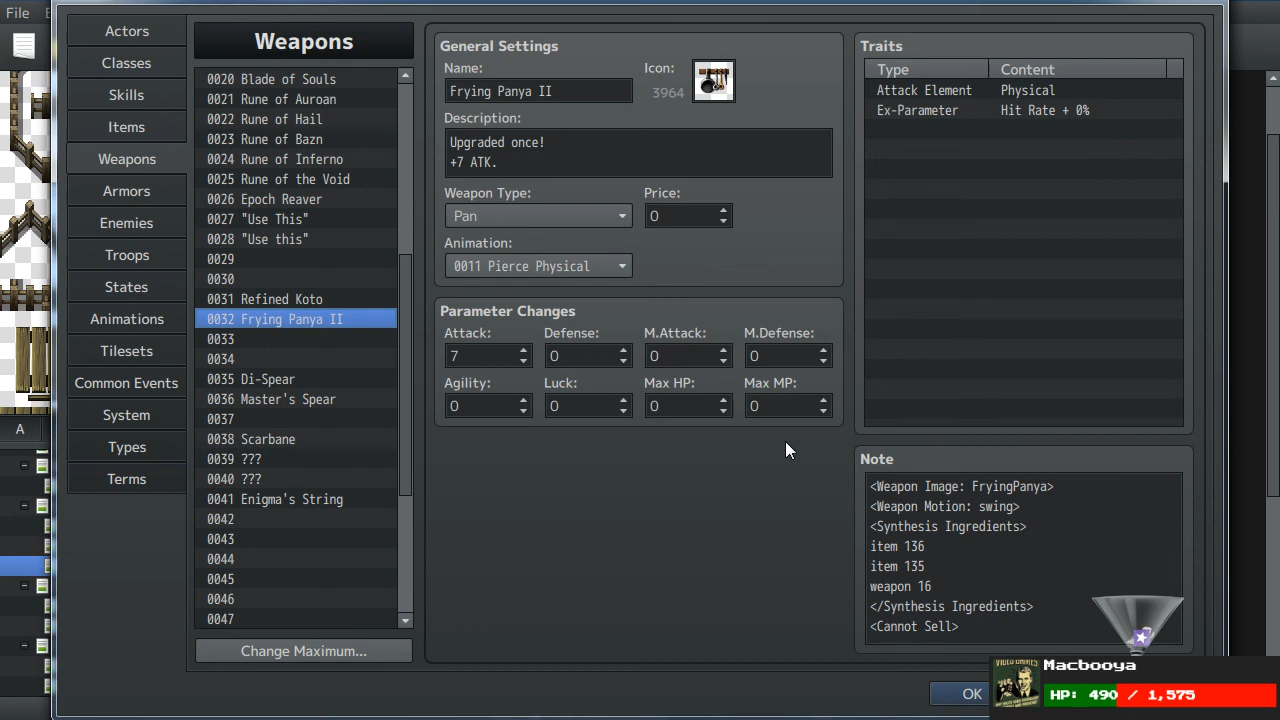 File
Actors
Classes
Skills
Items
Weapons
Armors
Enemies
Troops
States
Animations
Tilesets
Common Events
System
Types
Terms
A
Weapons
0020 Blade of Souls
0021 Rune of Auroan
0022 Rune of Hail
0023 Rune of Bazn
0024 Rune of Inferno
0025 Rune of the Void
0026 Epoch Reaver
0027 "Use This"
0028 "Use this"
0029
0030
0031 Refined Koto
0032 Frying Panya II
0033
0034
0035 Di-Spear
0036 Master's Spear
0037
0038 Scarbane
0039 ???
0040 ???
0041 Enigma's String
0042
0043
0044
0045
0046
0047
Change Maximum...
General Settings
Name: Icon:
Frying Panya II 3964
Description:
Upgraded once!
+7 ATK.
Weapon Type: Price:
Pan 0
Animation:
0011 Pierce Physical
Parameter Changes
Attack: Defense: M.Attack: M.Defense:
7 0 0 0
Agility: Luck: Max HP: Max MP:
0 0 0 0
Traits
Type Content
Attack Element Physical
Ex-Parameter Hit Rate + 0%
Note
<Weapon Image: FryingPanya>
<Weapon Motion: swing>
<Synthesis Ingredients>
item 136
item 135
weapon 16
</Synthesis Ingredients>
<Cannot Sell>
OK
VIDEO GAMES
Macbooya
HP: 490 / 1,575